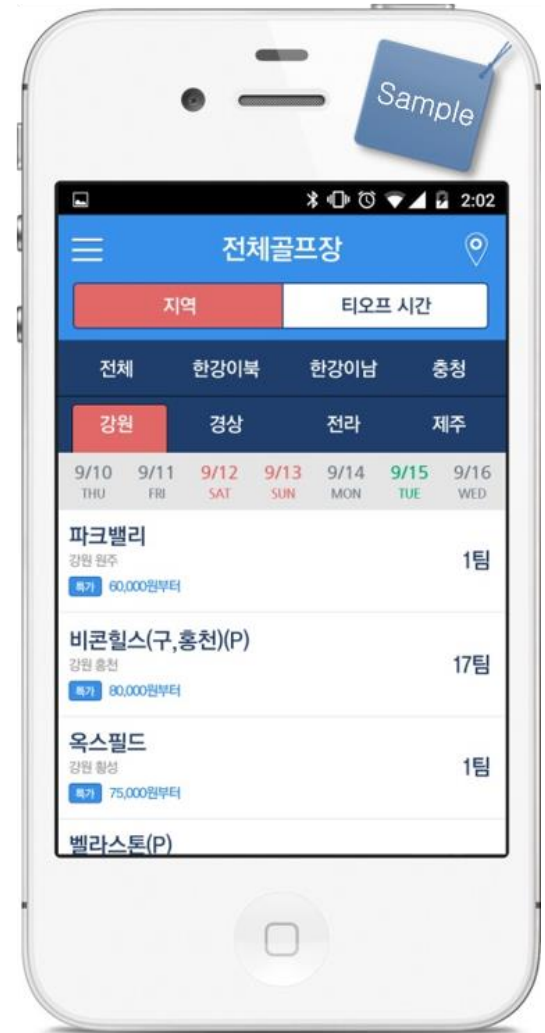 Sample
2:02
전체골프장
지역 티오프 시간
전체 한강이북 한강이남 충청
강원 경상 전라 제주
9/10 9/11 9/12 9/13 9/14 9/15 9/16
THU FRI SAT SUN MON TUE WED
파크밸리
강원 원주
1팀
특가 60,000원부터
비콘힐스(구,홍천)(P)
강원 홍천
17팀
특가 80,000원부터
옥스필드
강원 횡성
1팀
특가 75,000원부터
벨라스톤(P)